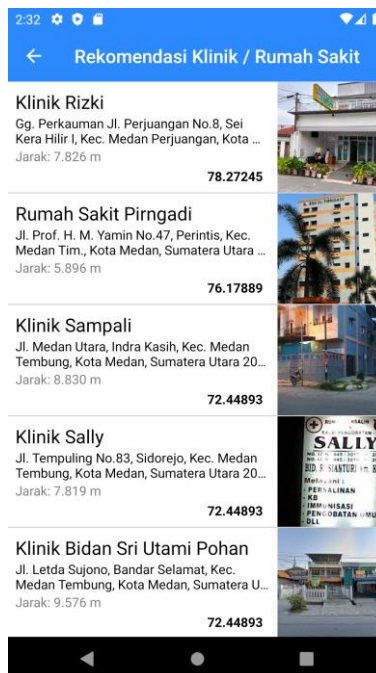 2:32
Rekomendasi Klinik / Rumah Sakit
Klinik Rizki
Gg. Perkauman Jl. Perjuangan No.8, Sei
Kera Hilir I, Kec. Medan Perjuangan, Kota ...
Jarak: 7.826 m
78.27245
Rumah Sakit Pirngadi
Jl. Prof. H. M. Yamin No.47, Perintis, Kec.
Medan Tim., Kota Medan, Sumatera Utara ...
Jarak: 5.896 m
76.17889
Klinik Sampali
Jl. Medan Utara, Indra Kasih, Kec. Medan
Tembung, Kota Medan, Sumatera Utara 20...
Jarak: 8.830 m
72.44893
Klinik Sally
Jl. Tempuling No.83, Sidorejo, Kec. Medan
Tembung, Kota Medan, Sumatera Utara 20...
Jarak: 7.819 m
72.44893
SALLY
BID. R SIANTURI
Melayani :
- PERSALINAN
- KB
- IMMUNISASI
- PENGOBATAN UMU
- DLL
Klinik Bidan Sri Utami Pohan
Jl. Letda Sujono, Bandar Selamat, Kec.
Medan Tembung, Kota Medan, Sumatera U...
Jarak: 9.576 m
72.44893